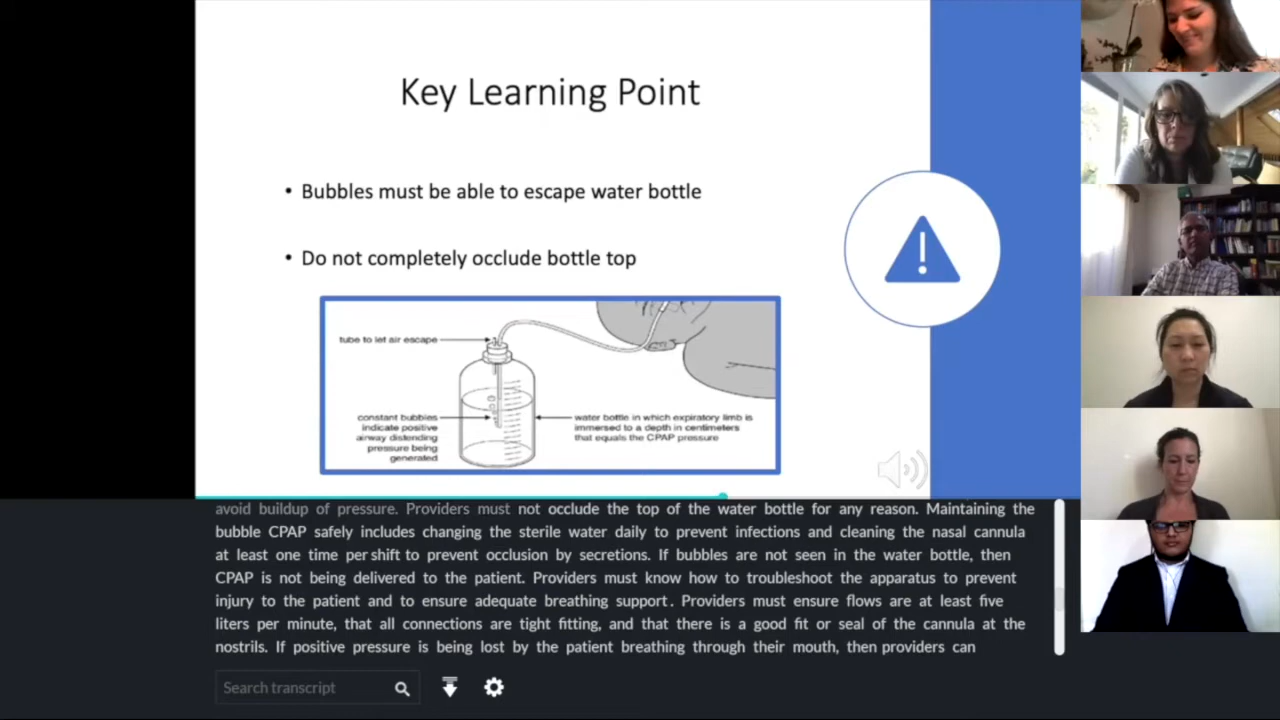 Key Learning Point
• Bubbles must be able to escape water bottle
• Do not completely occlude bottle top
tube to let air escape
constant bubbles
indicate positive
airway distending
pressure being
generated
water bottle in which expiratory limb is
immersed to a depth in centimeters
that equals the CPAP pressure
avoid buildup of pressure. Providers must not occlude the top of the water bottle for any reason. Maintaining the
bubble CPAP safely includes changing the sterile water daily to prevent infections and cleaning the nasal cannula
at least one time per shift to prevent occlusion by secretions. If bubbles are not seen in the water bottle, then
CPAP is not being delivered to the patient. Providers must know how to troubleshoot the apparatus to prevent
injury to the patient and to ensure adequate breathing support. Providers must ensure flows are at least five
liters per minute, that all connections are tight fitting, and that there is a good fit or seal of the cannula at the
nostrils. If positive pressure is being lost by the patient breathing through their mouth, then providers can
Search transcript